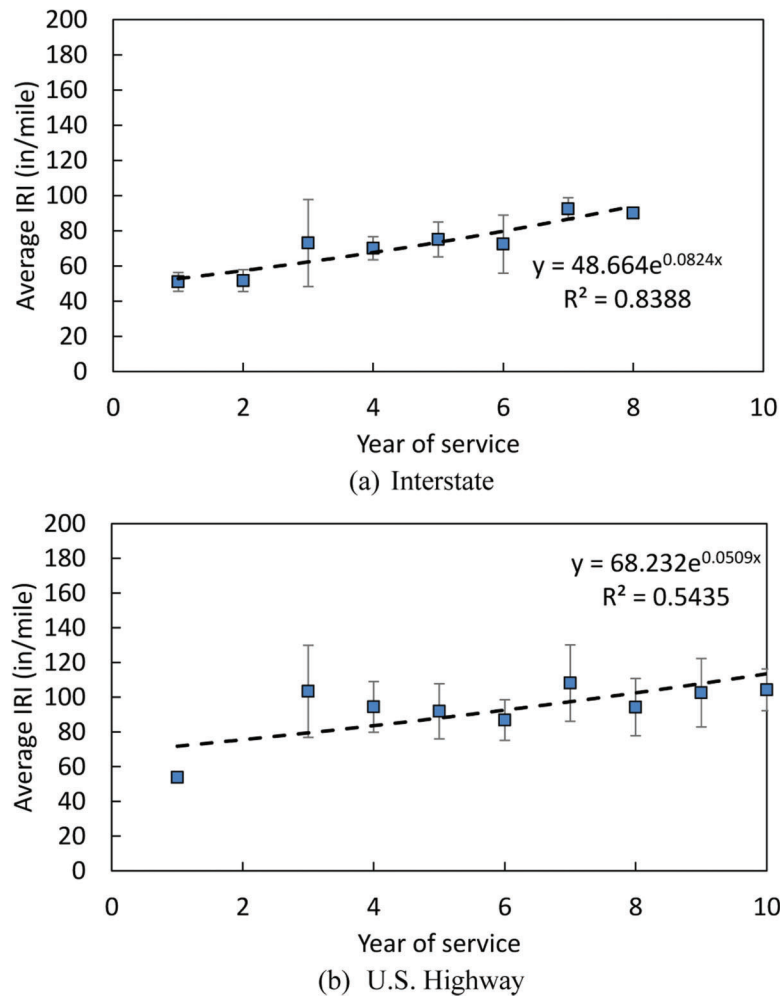 200
180
160
140
120
100
80
60
40
20
0
Average IRI (in/mile)
y = 48.664e^0.0824x
R² = 0.8388
0 2 4 6 8 10
Year of service
(a) Interstate
200
180
160
140
120
100
80
60
40
20
0
Average IRI (in/mile)
y = 68.232e^0.0509x
R² = 0.5435
0 2 4 6 8 10
Year of service
(b) U.S. Highway